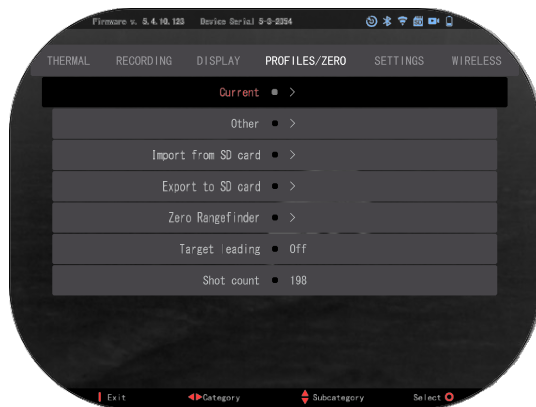 Firmware v. 5.4.10.123 Device Serial 5-3-2354
THERMAL RECORDING DISPLAY PROFILES/ZERO SETTINGS WIRELESS
Current >
Other >
Import from SD card >
Export to SD card >
Zero Rangefinder >
Target leading Off
Shot count 198
Exit Category Subcategory Select